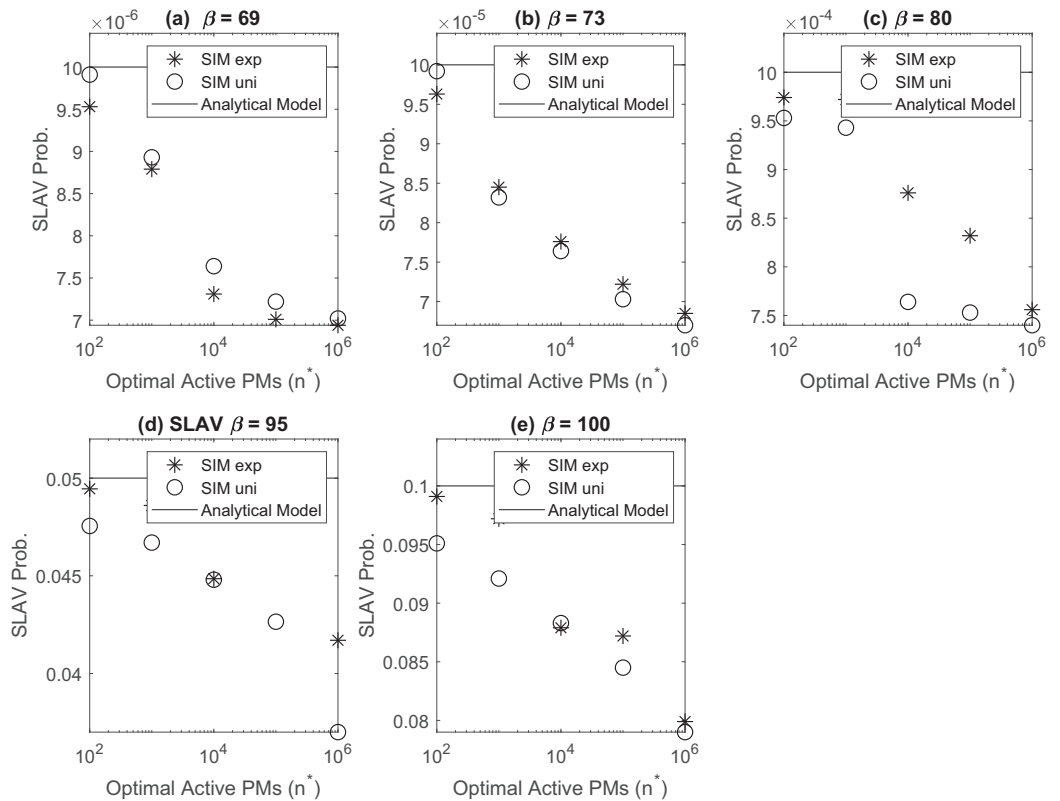 (a) β = 69
×10-6
SIM exp
SIM uni
Analytical Model
10
9.5
9
8.5
8
7.5
7
SLAV Prob.
10²
10⁴
10⁶
Optimal Active PMs (n*)
(b) β = 73
×10-5
SIM exp
SIM uni
Analytical Model
10
9.5
9
8.5
8
7.5
7
SLAV Prob.
10²
10⁴
10⁶
Optimal Active PMs (n*)
(c) β = 80
×10-4
SIM exp
SIM uni
Analytical Model
10
9.5
9
8.5
8
7.5
SLAV Prob.
10²
10⁴
10⁶
Optimal Active PMs (n*)
(d) SLAV β = 95
SIM exp
SIM uni
Analytical Model
0.05
0.045
0.04
SLAV Prob.
10²
10⁴
10⁶
Optimal Active PMs (n*)
(e) β = 100
SIM exp
SIM uni
Analytical Model
0.1
0.095
0.09
0.085
0.08
SLAV Prob.
10²
10⁴
10⁶
Optimal Active PMs (n*)